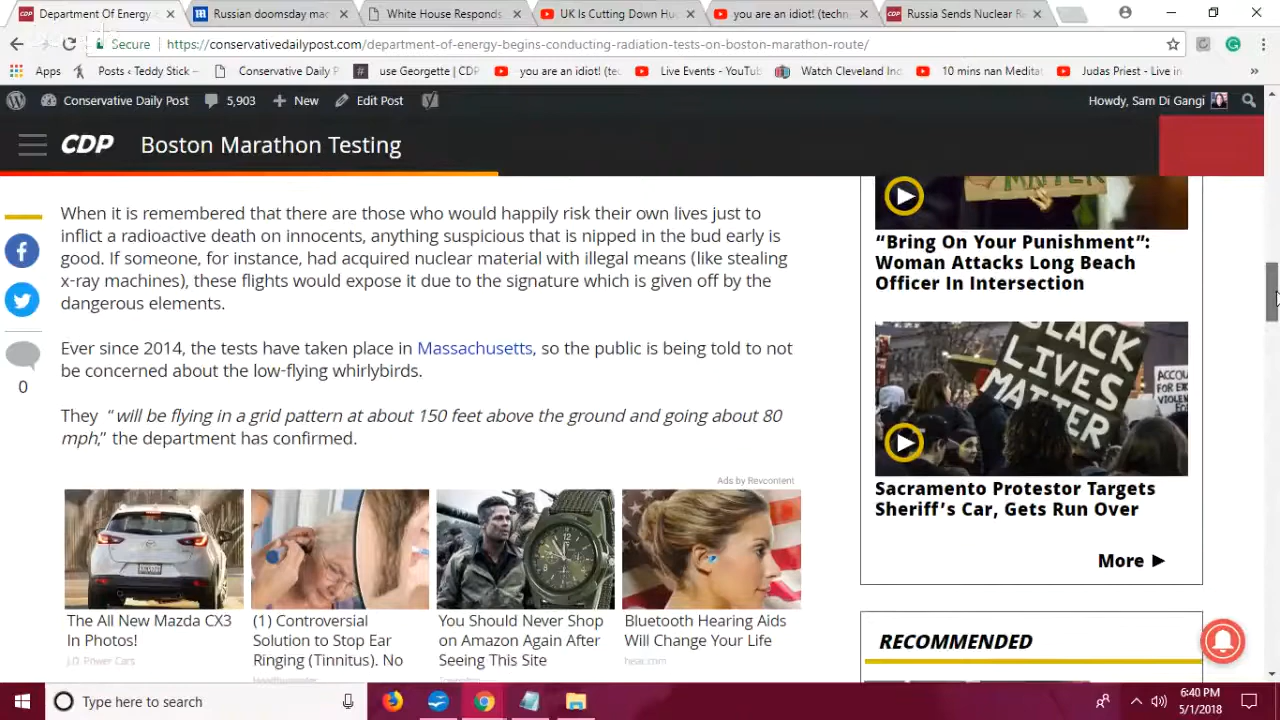 Department Of Energy
Russian doomsday mac
White House Responds
UK Is Cutting Down Hu
you are an idiot! (techn
Russia Sends Nuclear Re
Secure
https://conservativedailypost.com/department-of-energy-begins-conducting-radiation-tests-on-boston-marathon-route/
Apps
Posts ‹ Teddy Stick —
Conservative Daily P
use Georgette | CDP
you are an idiot! (tec
Live Events - YouTub
Watch Cleveland Ind
10 mins nan Meditat
Judas Priest - Live in
»
Conservative Daily Post
5,903
New
Edit Post
Howdy, Sam Di Gangi
CDP
Boston Marathon Testing
When it is remembered that there are those who would happily risk their own lives just to
inflict a radioactive death on innocents, anything suspicious that is nipped in the bud early is
good. If someone, for instance, had acquired nuclear material with illegal means (like stealing
x-ray machines), these flights would expose it due to the signature which is given off by the
dangerous elements.
Ever since 2014, the tests have taken place in Massachusetts, so the public is being told to not
be concerned about the low-flying whirlybirds.
They “will be flying in a grid pattern at about 150 feet above the ground and going about 80
mph,” the department has confirmed.
0
Ads by Revcontent
The All New Mazda CX3
In Photos!
J.D. Power Cars
(1) Controversial
Solution to Stop Ear
Ringing (Tinnitus). No
You Should Never Shop
on Amazon Again After
Seeing This Site
Bluetooth Hearing Aids
Will Change Your Life
hear.com
MATTER
“Bring On Your Punishment”:
Woman Attacks Long Beach
Officer In Intersection
BLACK
LIVES
MATTER
Sacramento Protestor Targets
Sheriff’s Car, Gets Run Over
More
RECOMMENDED
Type here to search
6:40 PM
5/1/2018